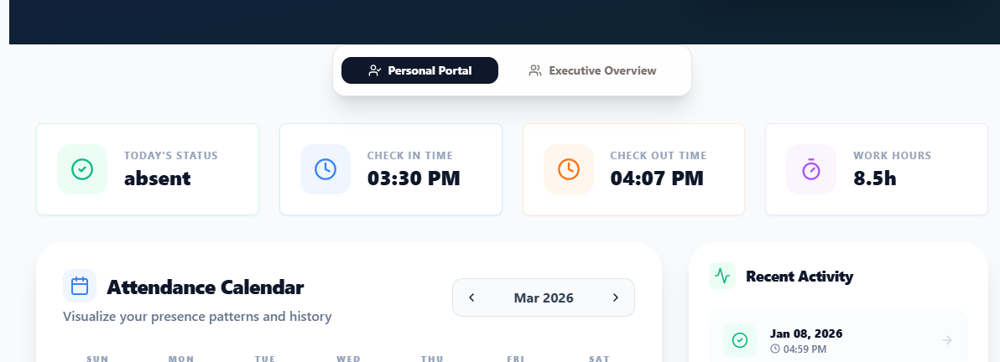 Personal Portal
Executive Overview
TODAY'S STATUS
absent
CHECK IN TIME
03:30 PM
CHECK OUT TIME
04:07 PM
WORK HOURS
8.5h
Attendance Calendar
Visualize your presence patterns and history
Mar 2026
SUN MON TUE WED THU FRI SAT
Recent Activity
Jan 08, 2026
04:59 PM